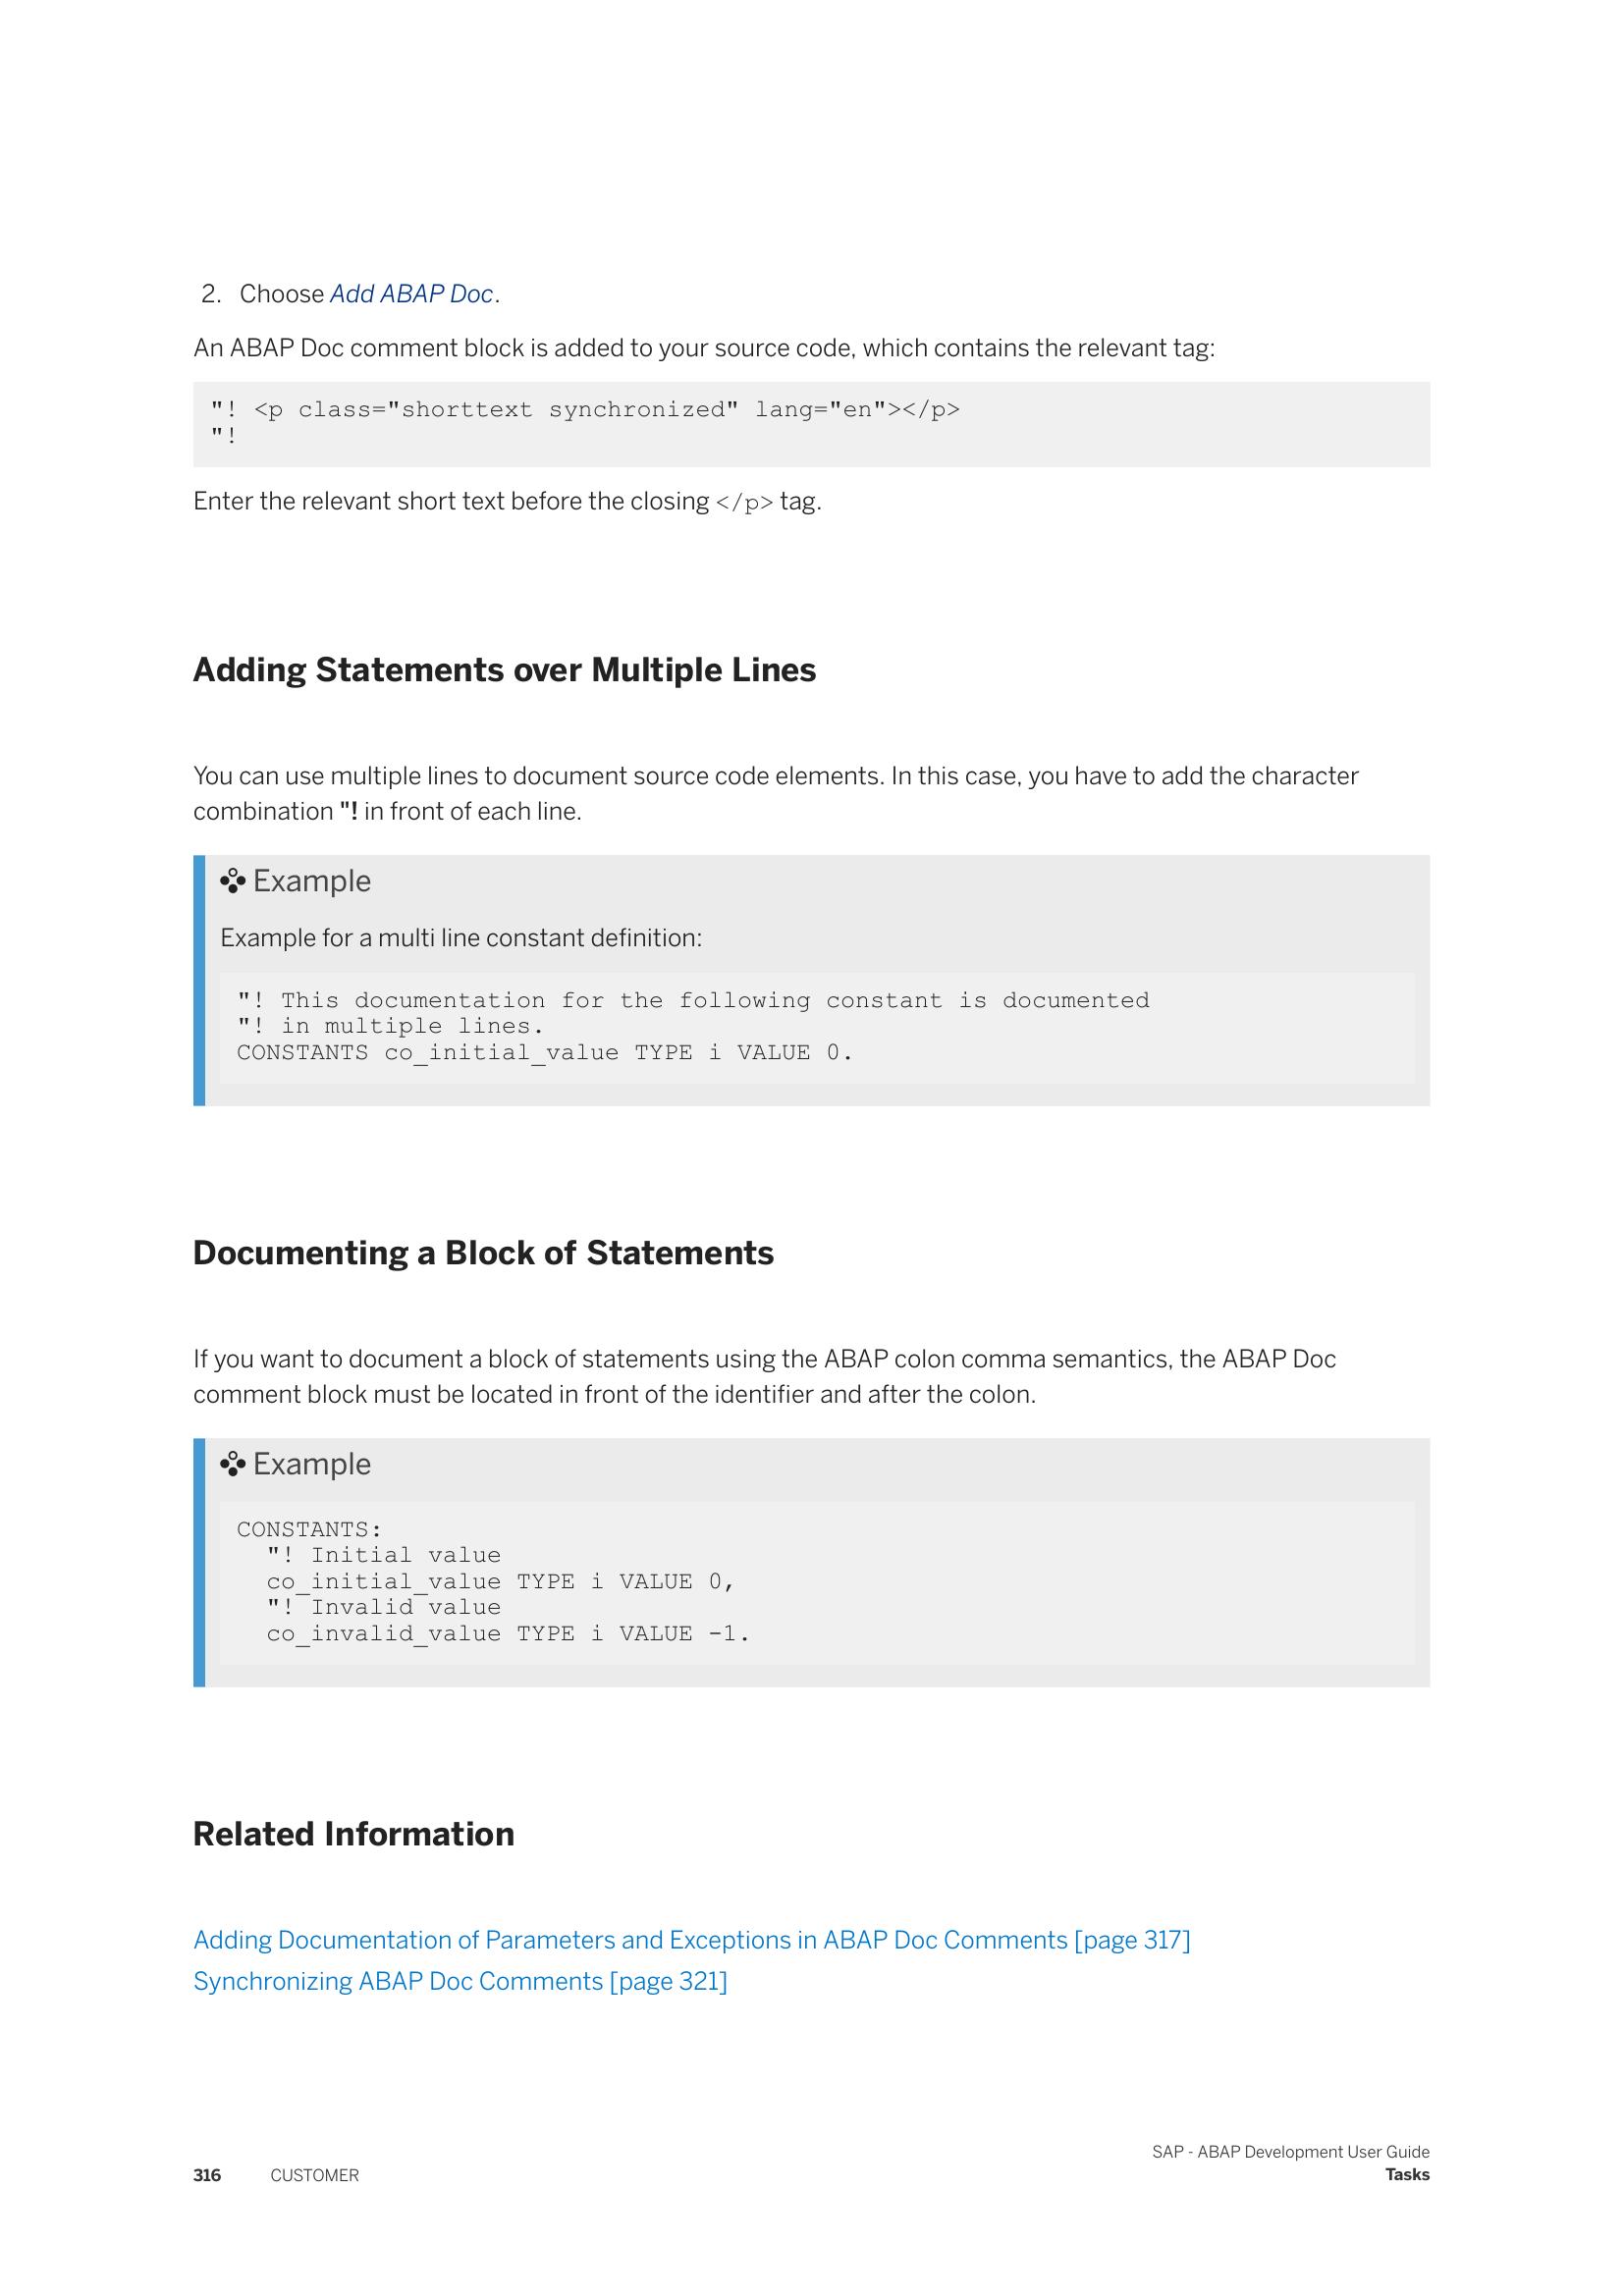 2. Choose Add ABAP Doc.
An ABAP Doc comment block is added to your source code, which contains the relevant tag:
"! <p class="shorttext synchronized" lang="en"></p>
"!
Enter the relevant short text before the closing </p> tag.
Adding Statements over Multiple Lines
You can use multiple lines to document source code elements. In this case, you have to add the character
combination "! in front of each line.
Example
Example for a multi line constant definition:
"! This documentation for the following constant is documented
"! in multiple lines.
CONSTANTS co_initial_value TYPE i VALUE 0.
Documenting a Block of Statements
If you want to document a block of statements using the ABAP colon comma semantics, the ABAP Doc
comment block must be located in front of the identifier and after the colon.
Example
CONSTANTS:
  "! Initial value
  co_initial_value TYPE i VALUE 0,
  "! Invalid value
  co_invalid_value TYPE i VALUE -1.
Related Information
Adding Documentation of Parameters and Exceptions in ABAP Doc Comments [page 317]
Synchronizing ABAP Doc Comments [page 321]
SAP - ABAP Development User Guide
316 CUSTOMER Tasks